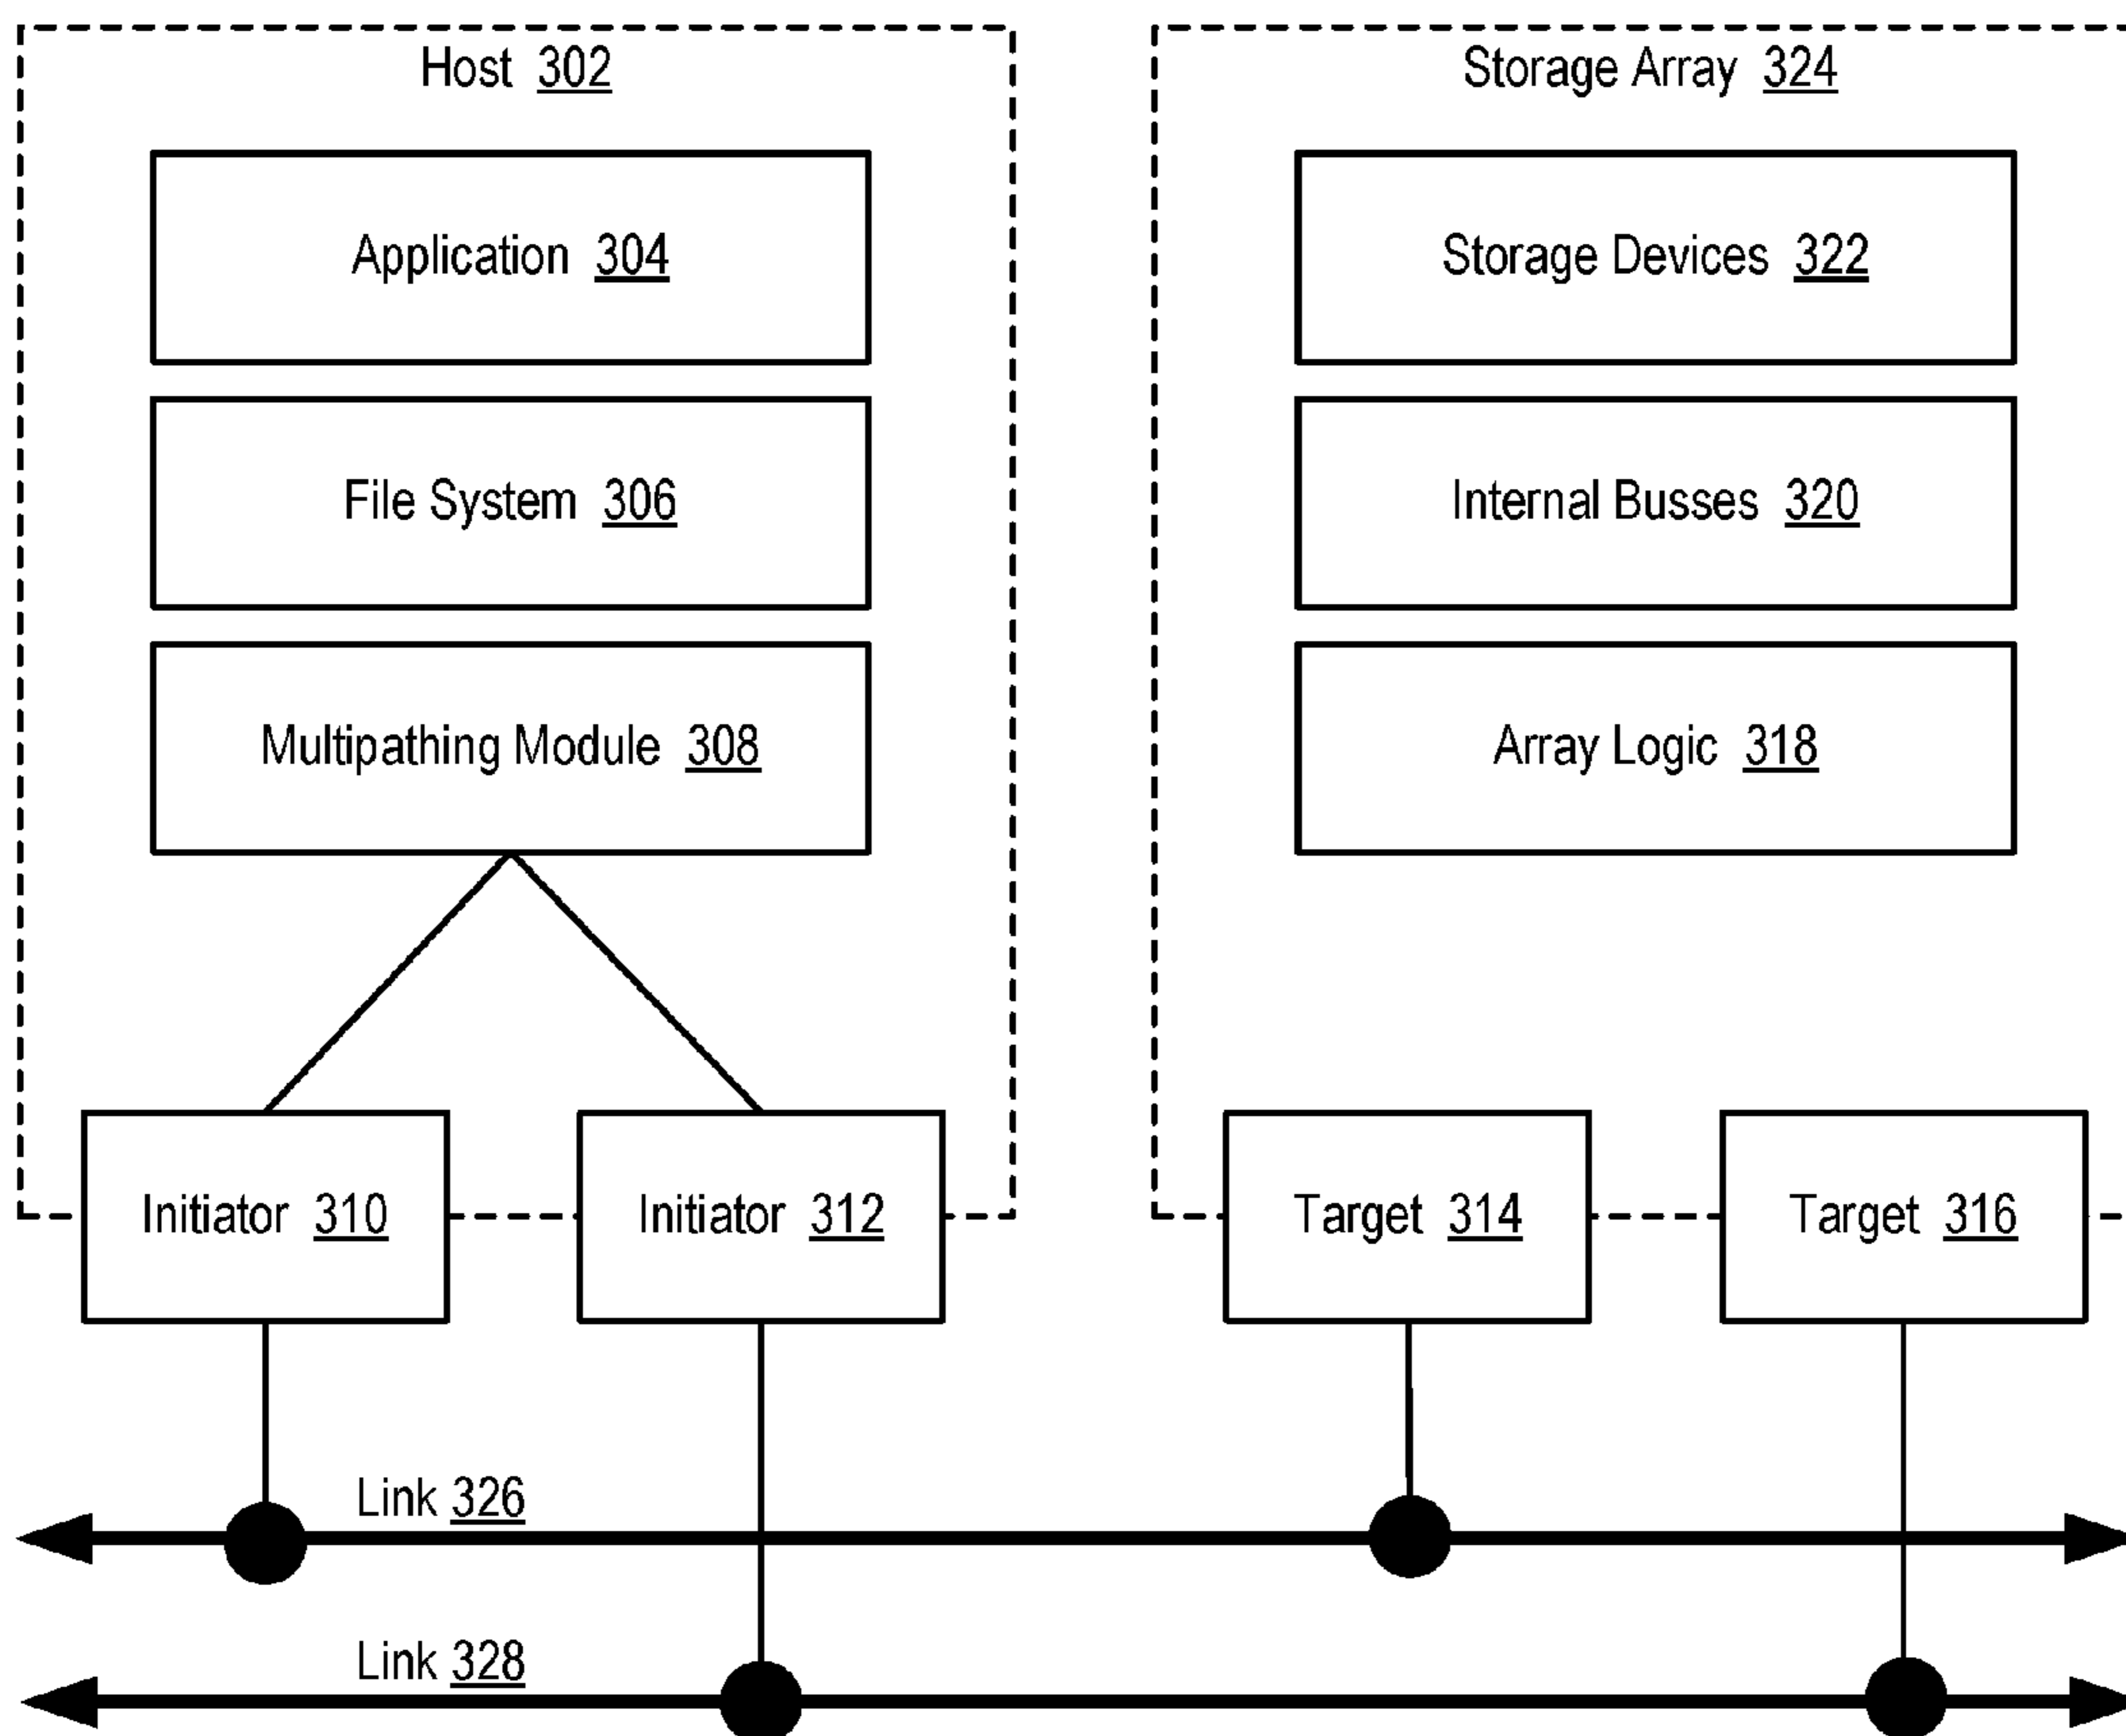 Host 302
Application 304
File System 306
Multipathing Module 308
Initiator 310
Initiator 312
Storage Array 324
Storage Devices 322
Internal Busses 320
Array Logic 318
Target 314
Target 316
Link 326
Link 328